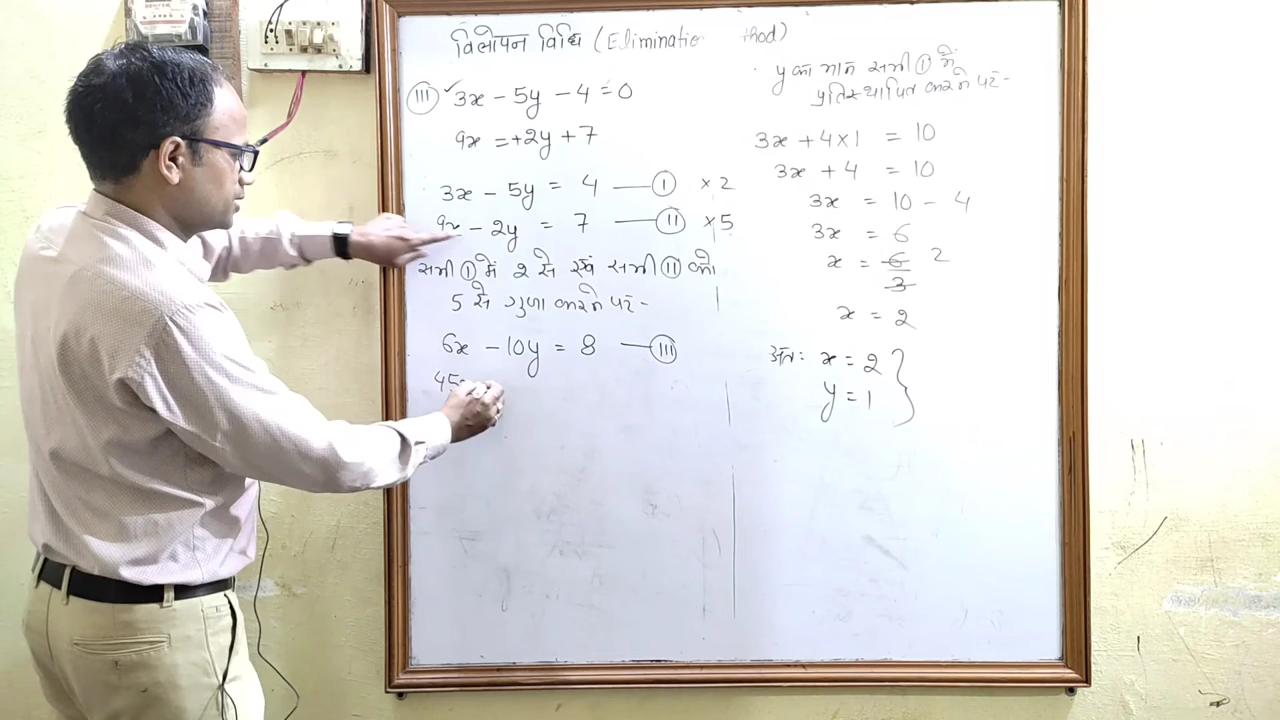 विलोपन विधि (Eliminatio thod)
III ✓ 3x - 5y - 4 = 0
9x = +2y + 7
3x - 5y = 4 — I × 2
9x - 2y = 7 — II × 5
समी I में 2 से एवं समी II को
5 से गुणा करने पर -
6x - 10y = 8 — III
45
y का मान समी I में
प्रतिस्थापित करने पर -
3x + 4×1 = 10
3x + 4 = 10
3x = 10 - 4
3x = 6
x = 6/3 2
x = 2
अतः x = 2
y = 1